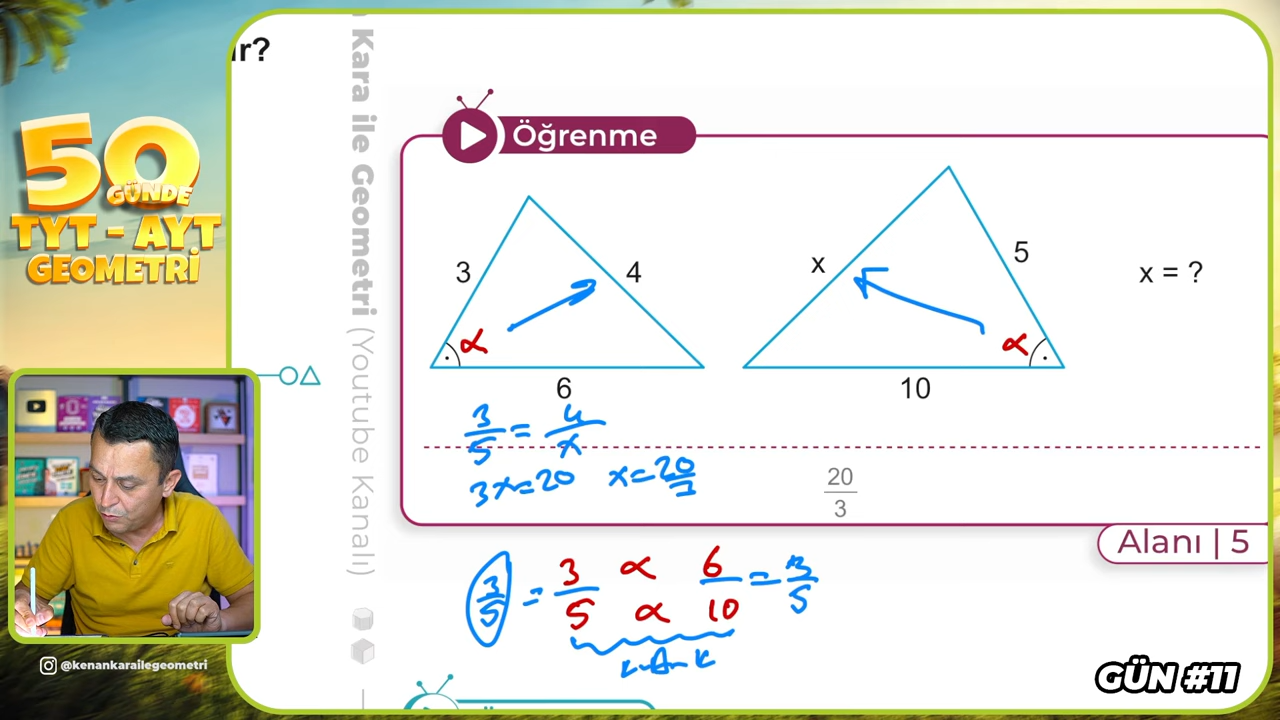 ır?
50
GÜNDE
TYT - AYT
GEOMETRİ
Kara ile Geometri (Youtube Kanalı)
Öğrenme
3
4
6
α
x
5
10
α
x = ?
3/5 = 4/x
3x=20 x=20/3
20/3
Alanı | 5
3/5 = 3/5 α α 6/10 = 3/5
K.A.K
@kenankarailegeometri
GÜN #11